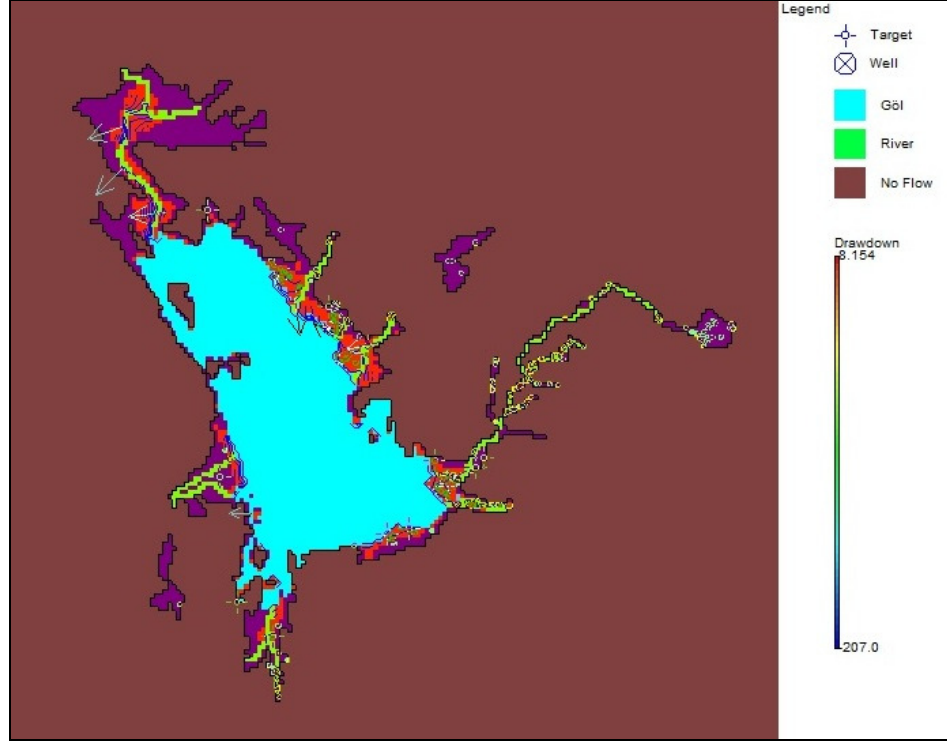 Legend
Target
Well
Göl
River
No Flow
Drawdown
8.154
-207.0